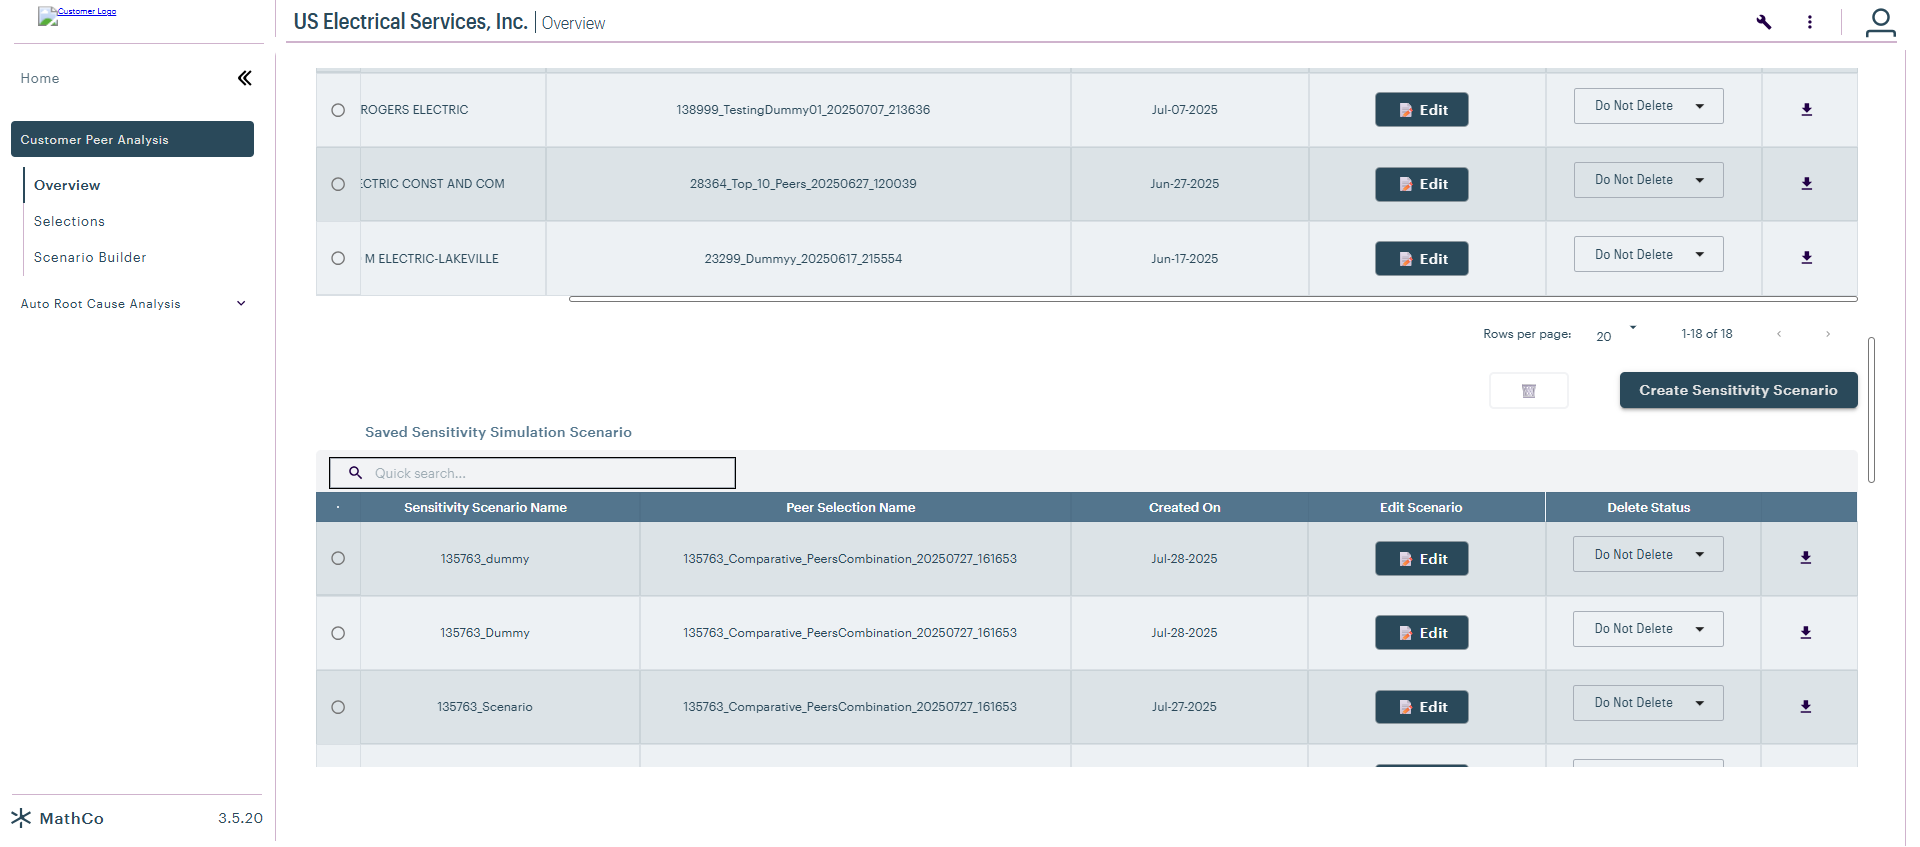 Customer Logo
US Electrical Services, Inc. Overview
Home
Customer Peer Analysis
Overview
Selections
Scenario Builder
Auto Root Cause Analysis
MathCo 3.5.20
ROGERS ELECTRIC 138999_TestingDummy01_20250707_213636 Jul-07-2025 Edit Do Not Delete
CTRIC CONST AND COM 28364_Top_10_Peers_20250627_120039 Jun-27-2025 Edit Do Not Delete
M ELECTRIC-LAKEVILLE 23299_Dummyy_20250617_215554 Jun-17-2025 Edit Do Not Delete
Rows per page: 20 1-18 of 18
Create Sensitivity Scenario
Saved Sensitivity Simulation Scenario
Quick search...
Sensitivity Scenario Name Peer Selection Name Created On Edit Scenario Delete Status
135763_dummy 135763_Comparative_PeersCombination_20250727_161653 Jul-28-2025 Edit Do Not Delete
135763_Dummy 135763_Comparative_PeersCombination_20250727_161653 Jul-28-2025 Edit Do Not Delete
135763_Scenario 135763_Comparative_PeersCombination_20250727_161653 Jul-27-2025 Edit Do Not Delete